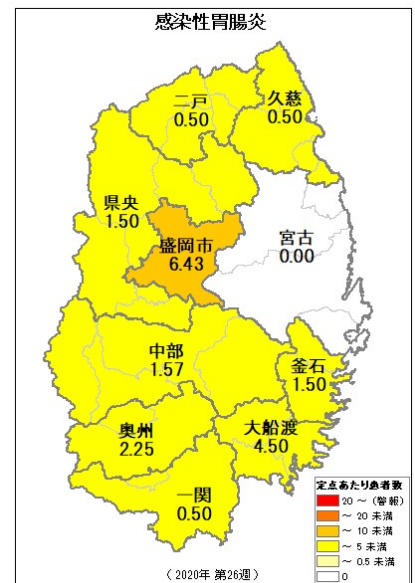 感染性胃腸炎
二戸
0.50
久慈
0.50
県央
1.50
盛岡市
6.43
宮古
0.00
中部
1.57
釜石
1.50
奥州
2.25
大船渡
4.50
一関
0.50
定点あたり患者数
20 ～ (警報)
～ 20 未満
～ 10 未満
～ 5 未満
～ 0.5 未満
0
（ 2020年 第26週）